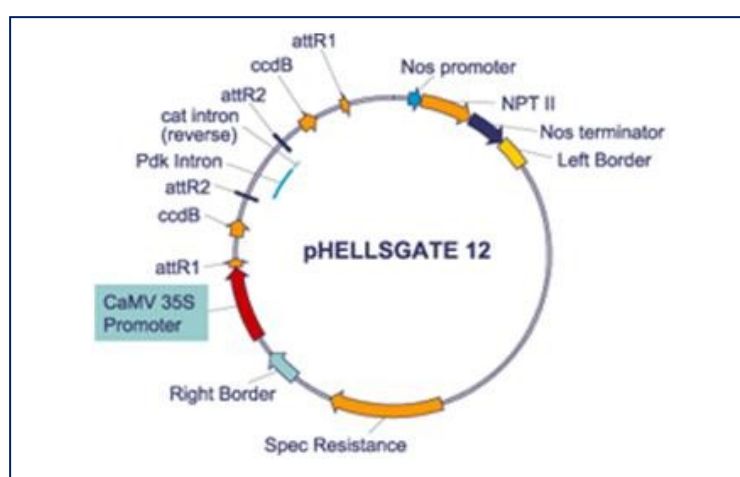 attR1
ccdB
attR2
cat intron
(reverse)
Pdk Intron
attR2
ccdB
attR1
CaMV 35S
Promoter
Right Border
Spec Resistance
Nos promoter
NPT II
Nos terminator
Left Border
pHELLSGATE 12